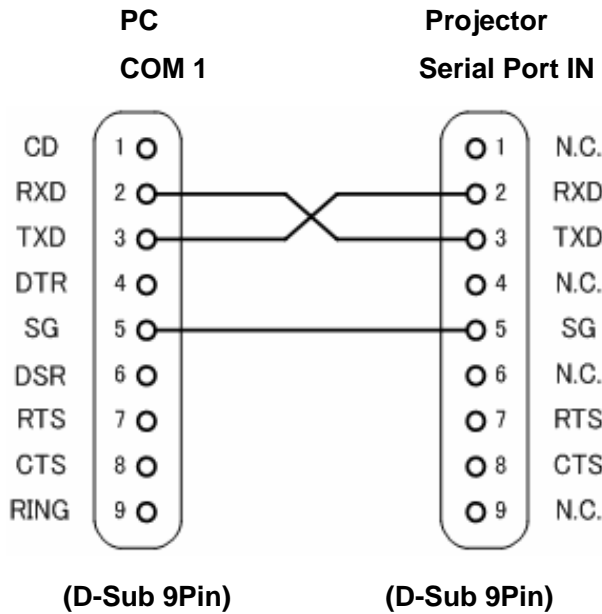 PC Projector
COM 1 Serial Port IN
CD 1 1 N.C.
RXD 2 2 RXD
TXD 3 3 TXD
DTR 4 4 N.C.
SG 5 5 SG
DSR 6 6 N.C.
RTS 7 7 RTS
CTS 8 8 CTS
RING 9 9 N.C.
(D-Sub 9Pin) (D-Sub 9Pin)